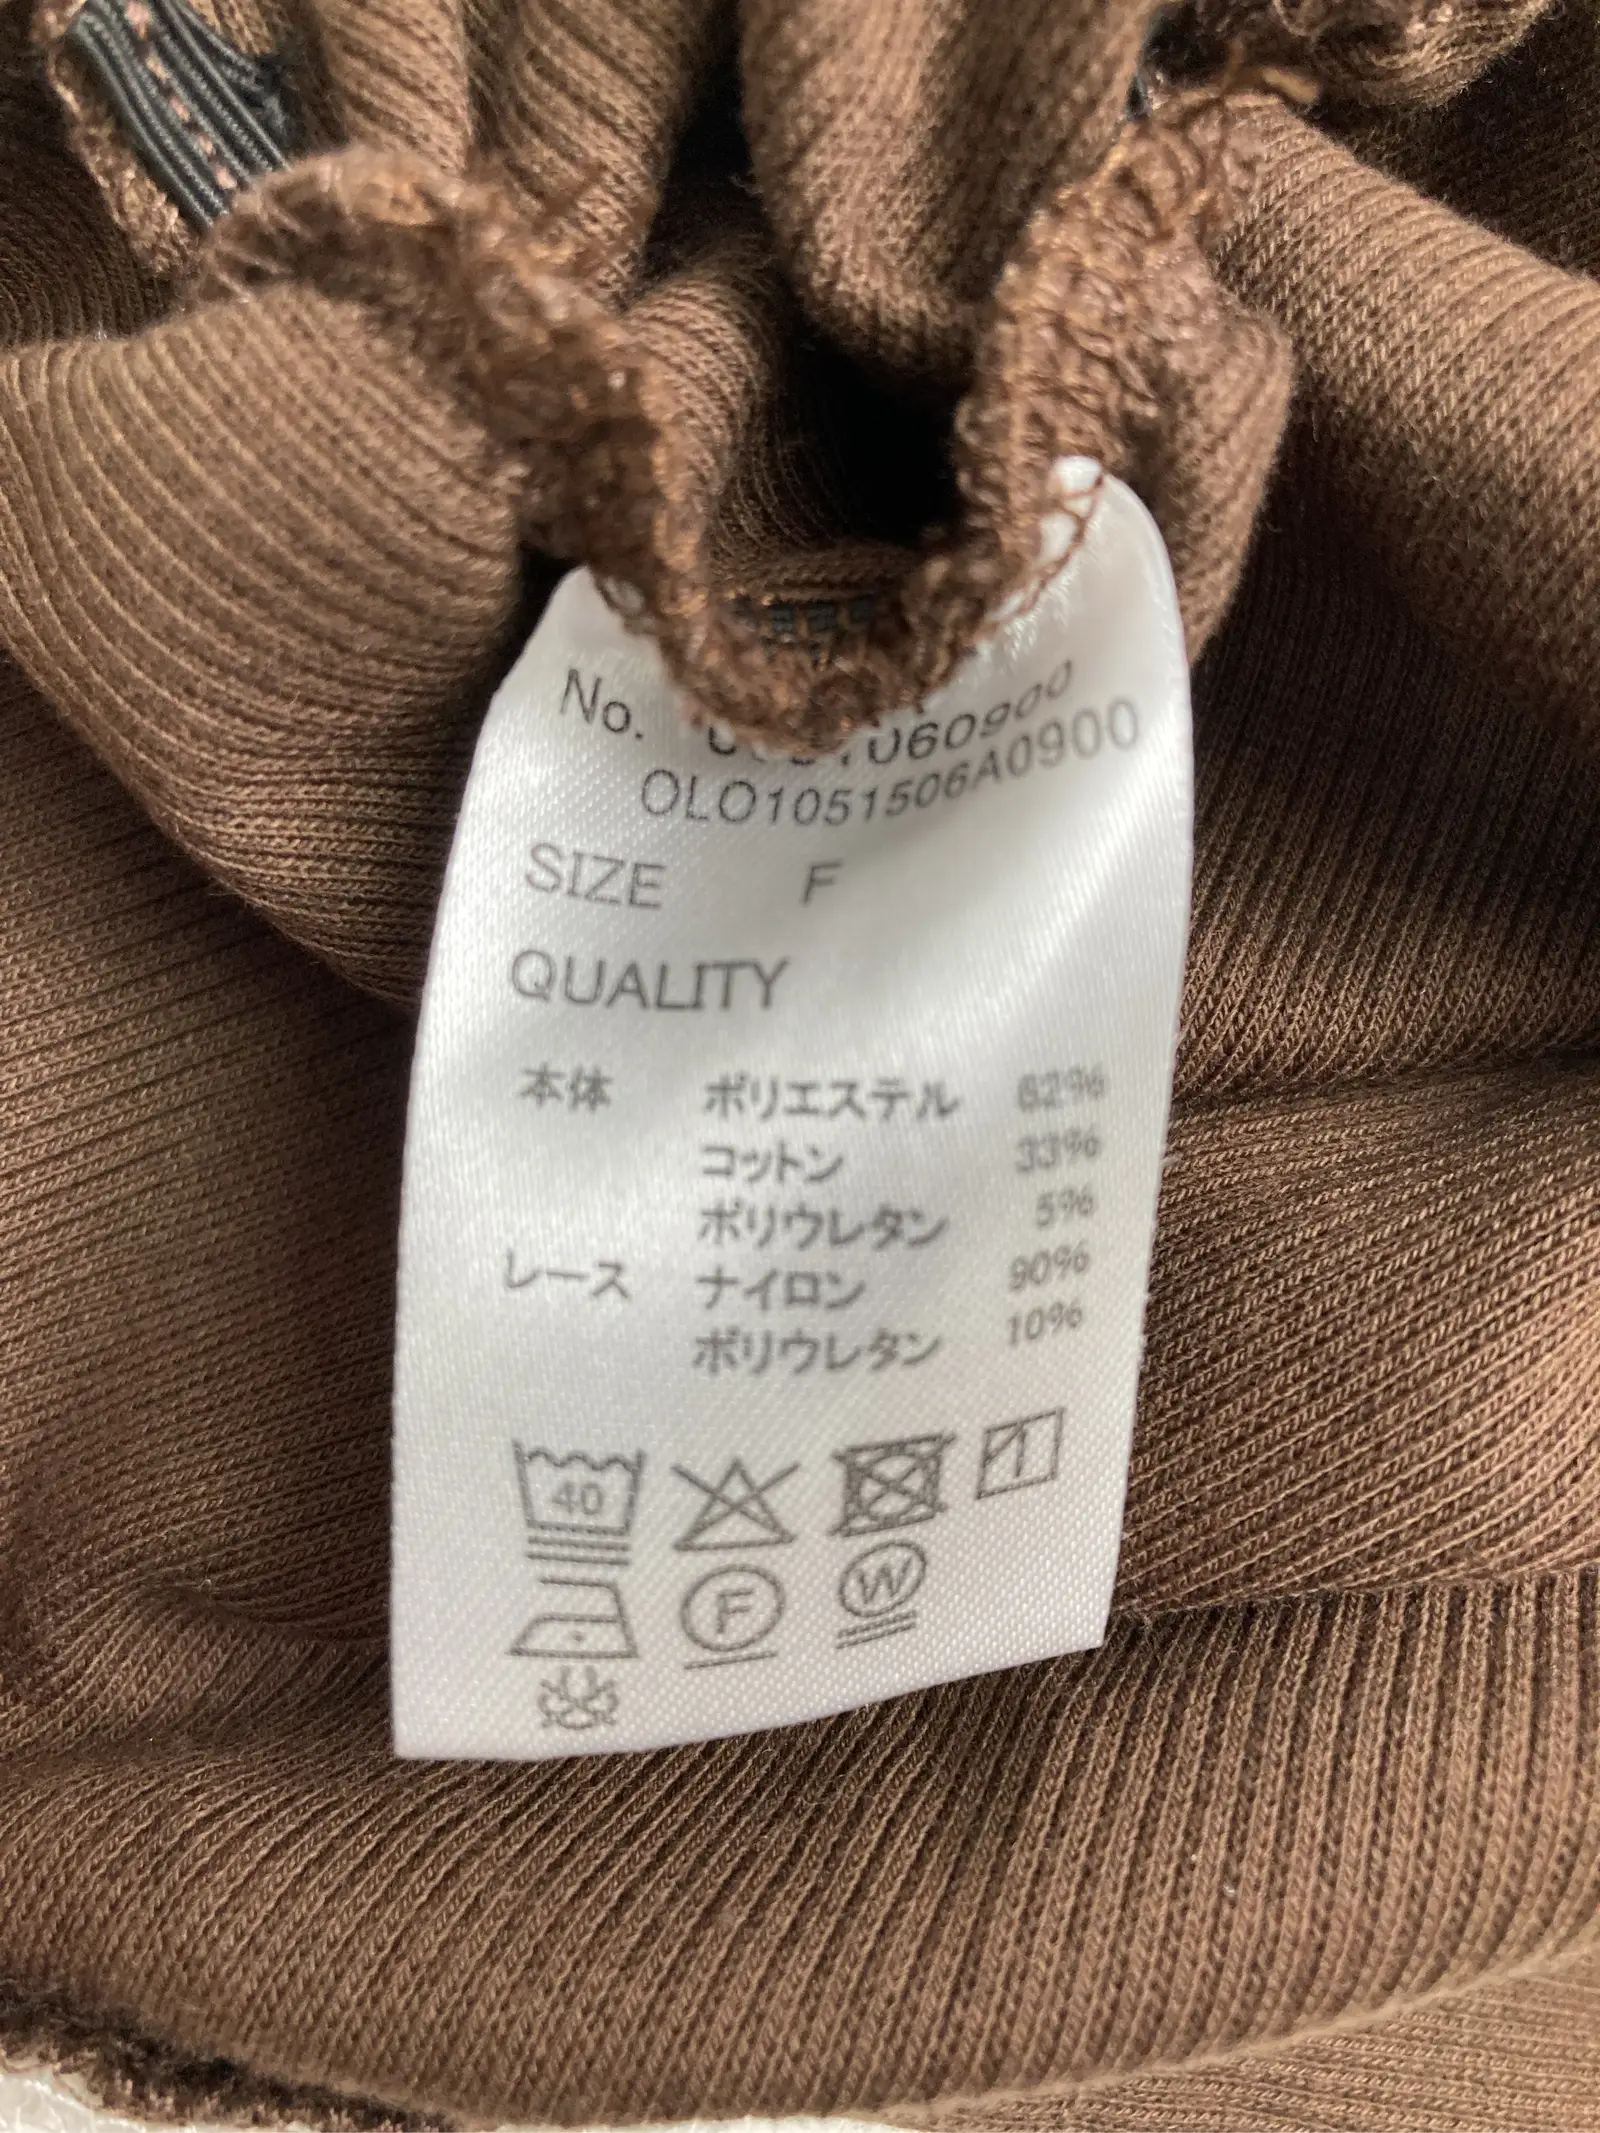 No.
OLO1051506A0900
SIZE F
QUALITY
本体 ポリエステル 62%
コットン 33%
ポリウレタン 5%
レース ナイロン 90%
ポリウレタン 10%
40
F W